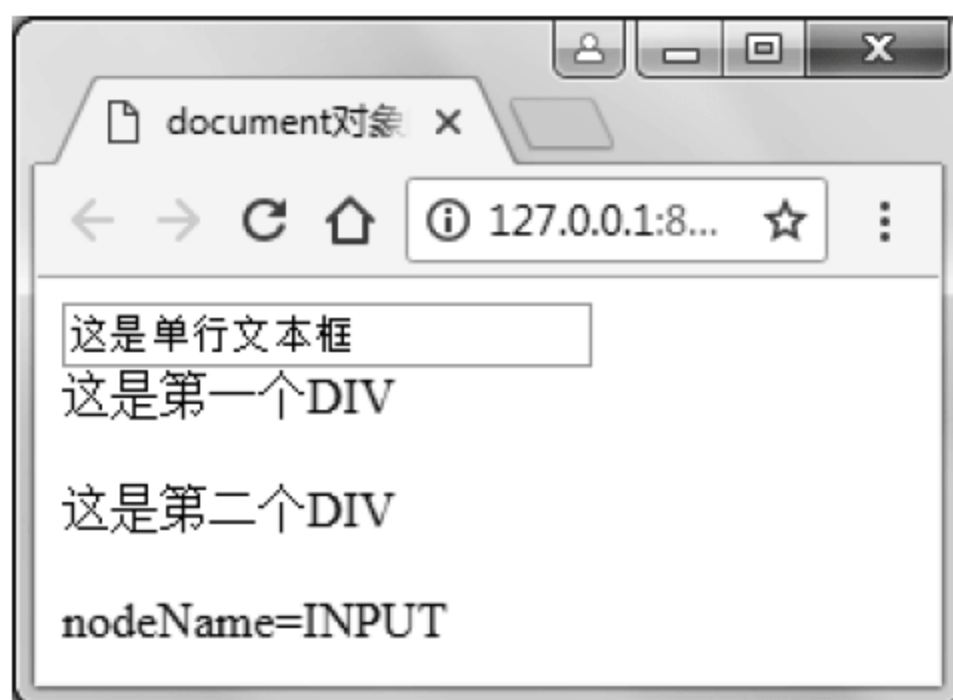 document对象
127.0.0.1:8...
这是单行文本框
这是第一个DIV
这是第二个DIV
nodeName=INPUT